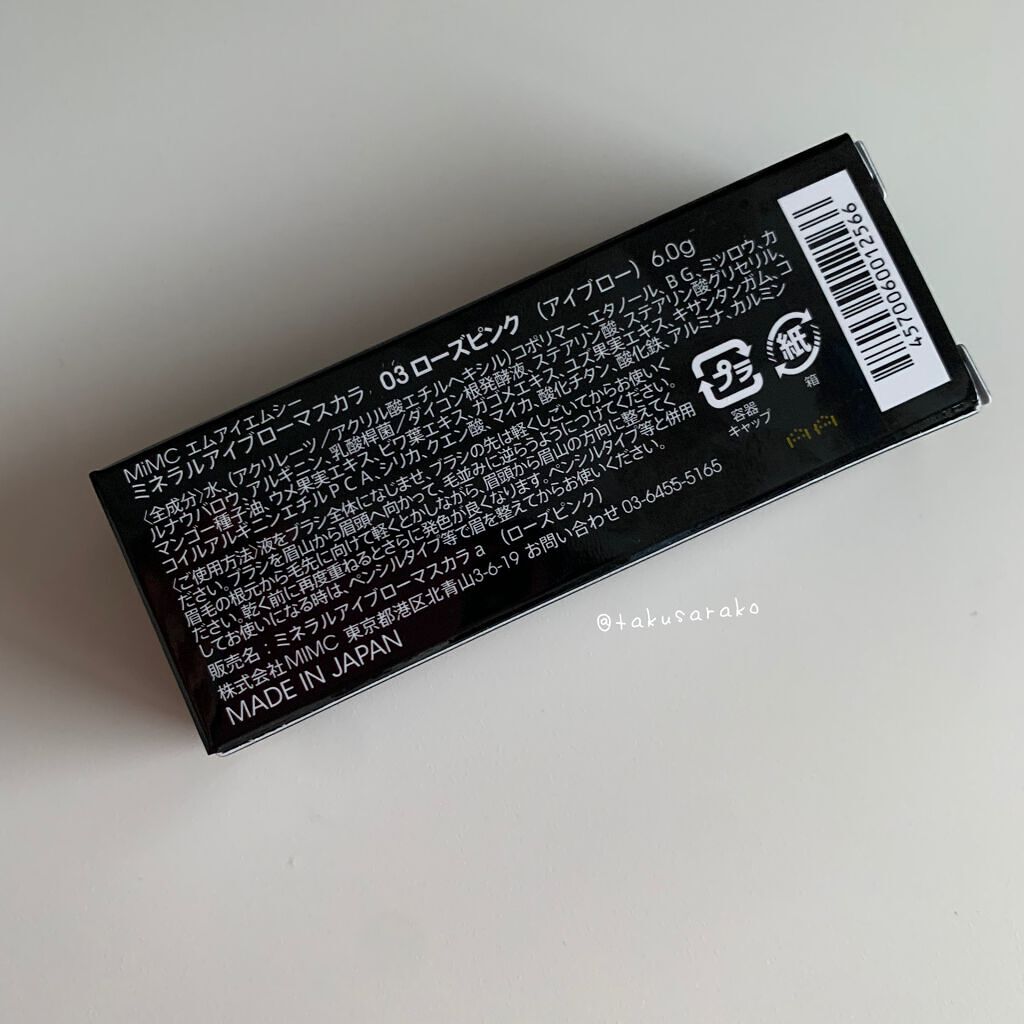 MiMC エムアイエムシー
ミネラルアイブローマスカラ 03 ローズピンク (アイブロー) 6.0g
〈全成分〉水、(アクリレーツ/アクリル酸エチルヘキシル)コポリマー、エタノール、BG、ミツロウ、カ
ルナウバロウ、アルギニン、乳酸桿菌/ダイコン根発酵液、ステアリン酸、ステアリン酸グリセリル、
マンゴー種子油、ウメ果実エキス、ビワ葉エキス、ガゴメエキス、ユズ果実エキス、キサンタンガム、コ
コイルアルギニンエチルPCA、シリカ、クエン酸、マイカ、酸化チタン、酸化鉄、アルミナ、カルミン
〈ご使用方法〉液をブラシ全体になじませ、ブラシの先は軽くしごいてからお使いく
ださい。ブラシを眉山から眉頭へ向かって、毛並みに逆らうようにつけてください。
眉毛の根元から毛先に向けて軽くとかしながら、眉頭から眉山の方向に整えてく
ださい。乾く前に再度重ねるとさらに発色が良くなります。ペンシルタイプ等と併用
してお使いになる時は、ペンシルタイプ等で眉を整えてからお使いください。
販売名:ミネラルアイブローマスカラa (ローズピンク)
株式会社MIMC 東京都港区北青山3-6-19 お問い合わせ 03-6455-5165
MADE IN JAPAN
プラ
容器
キャップ
紙
箱
4570060012566
@takusarako